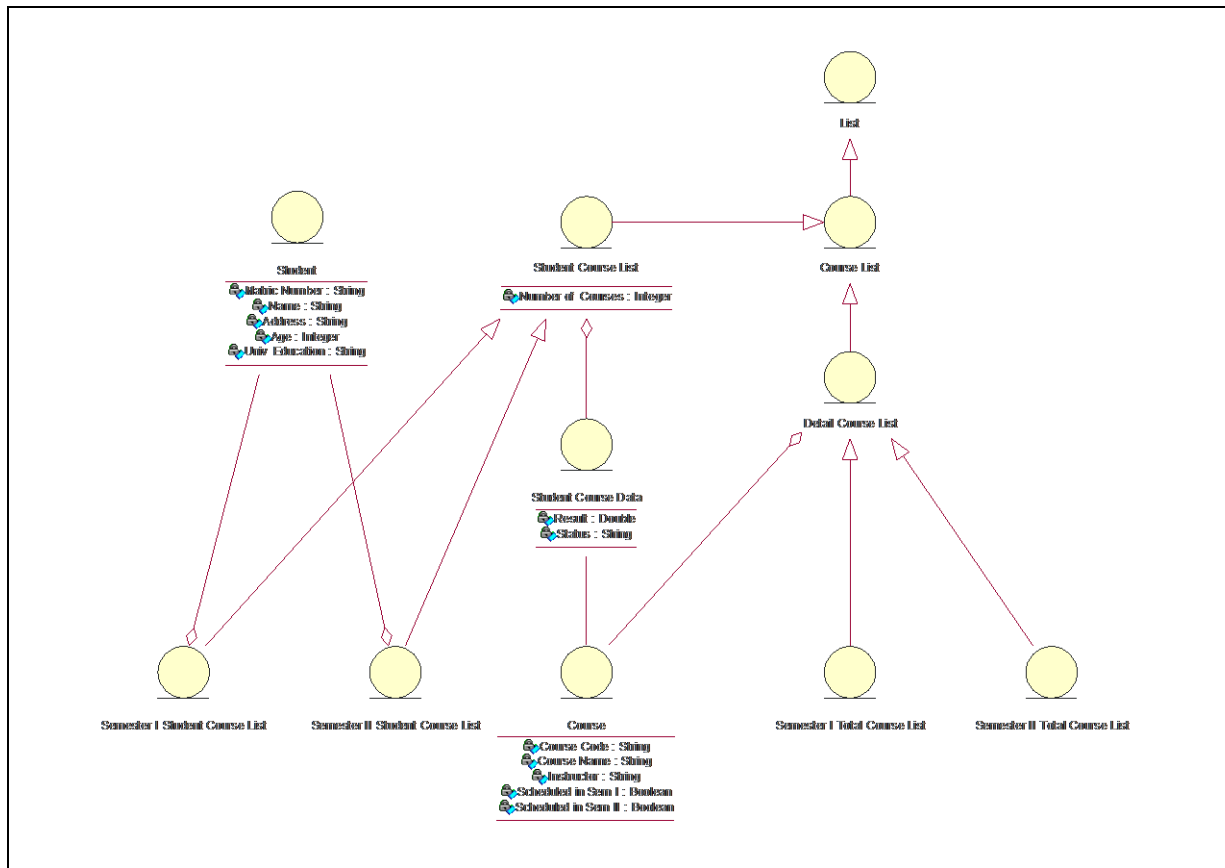 List
Student
Matric Number : String
Name : String
Address : String
Age : Integer
Univ Education : String
Student Course List
Number of Courses : Integer
Course List
Detail Course List
Student Course Data
Result : Double
Status : String
Semester I Student Course List
Semester II Student Course List
Course
Course Code : String
Course Name : String
Instructor : String
Scheduled in Sem I : Boolean
Scheduled in Sem II : Boolean
Semester I Total Course List
Semester II Total Course List